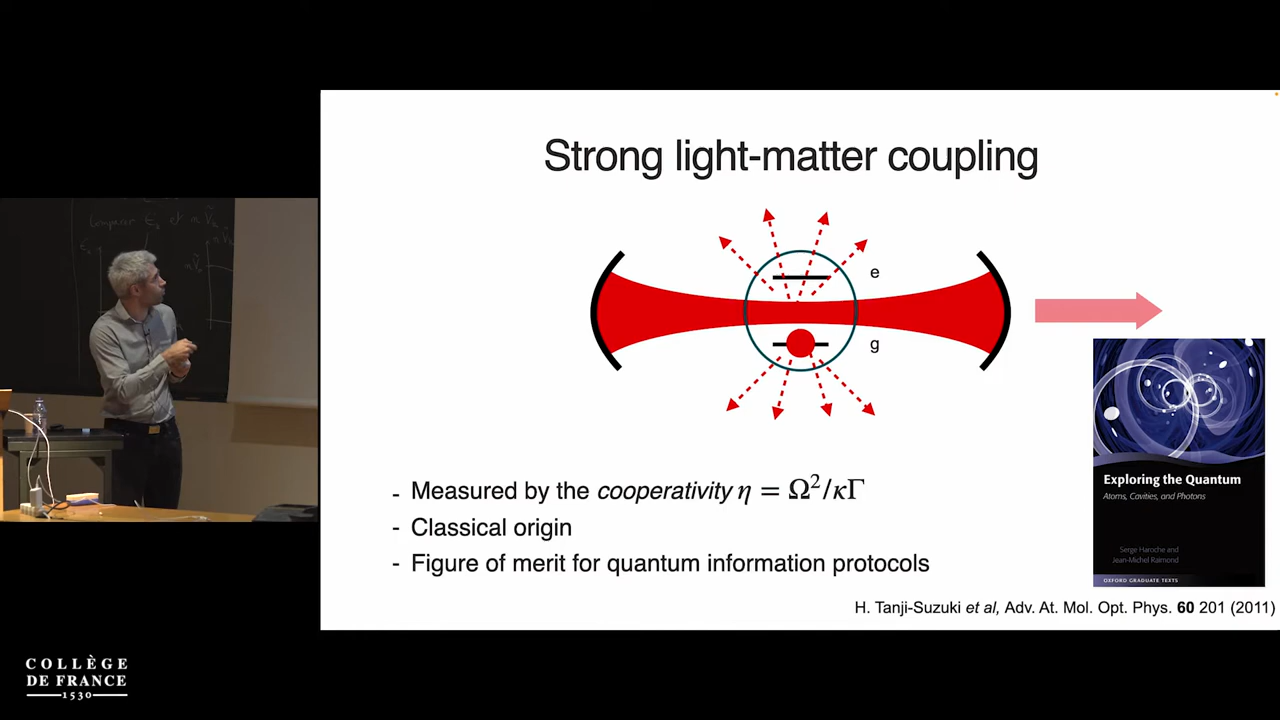 Comparer
et
Strong light-matter coupling
e
g
- Measured by the cooperativity η = Ω²/κΓ
- Classical origin
- Figure of merit for quantum information protocols
Exploring the Quantum
Atoms, Cavities, and Photons
Serge Haroche and
Jean-Michel Raimond
OXFORD GRADUATE TEXTS
H. Tanji-Suzuki et al, Adv. At. Mol. Opt. Phys. 60 201 (2011)
COLLÈGE
DE FRANCE
1530